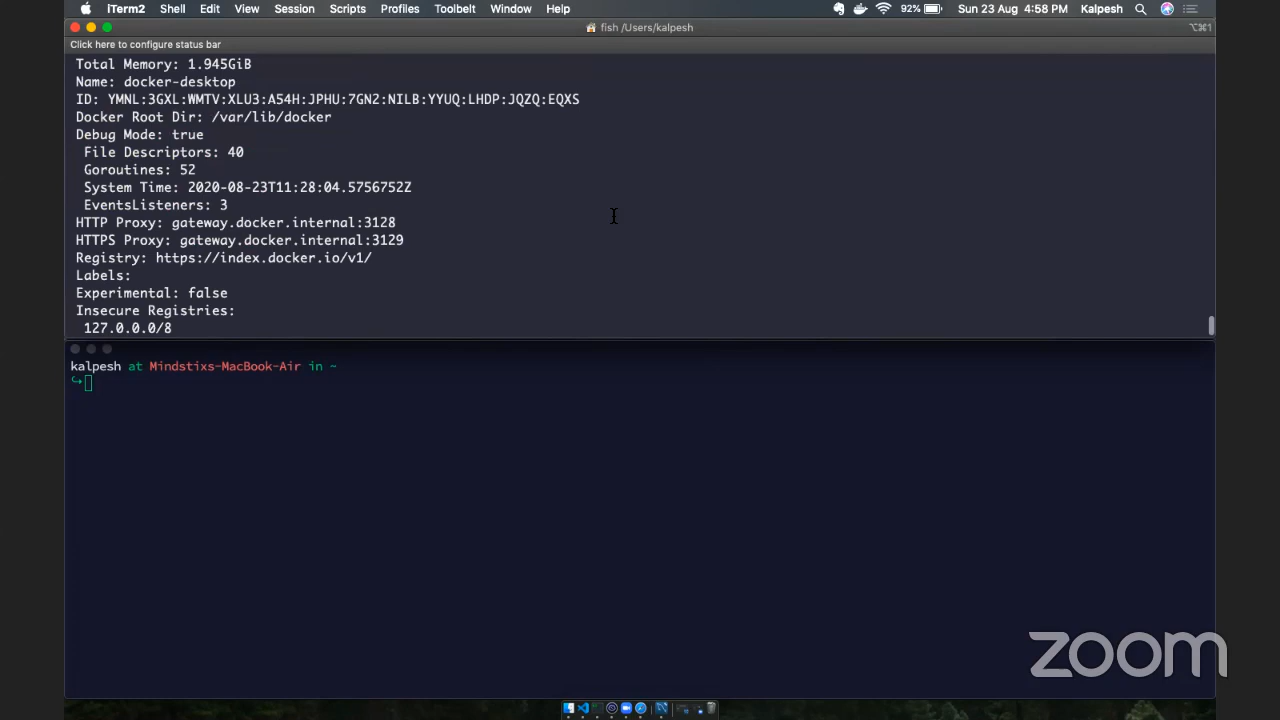 iTerm2 Shell Edit View Session Scripts Profiles Toolbelt Window Help 92% Sun 23 Aug 4:58 PM Kalpesh
fish /Users/kalpesh ⌥⌘1
Click here to configure status bar
Total Memory: 1.945GiB
Name: docker-desktop
ID: YMNL:3GXL:WMTV:XLU3:A54H:JPHU:7GN2:NILB:YYUQ:LHDP:JQZQ:EQXS
Docker Root Dir: /var/lib/docker
Debug Mode: true
File Descriptors: 40
Goroutines: 52
System Time: 2020-08-23T11:28:04.5756752Z
EventsListeners: 3
HTTP Proxy: gateway.docker.internal:3128
HTTPS Proxy: gateway.docker.internal:3129
Registry: https://index.docker.io/v1/
Labels:
Experimental: false
Insecure Registries:
127.0.0.0/8
kalpesh at Mindstixs-MacBook-Air in ~
↪
zoom